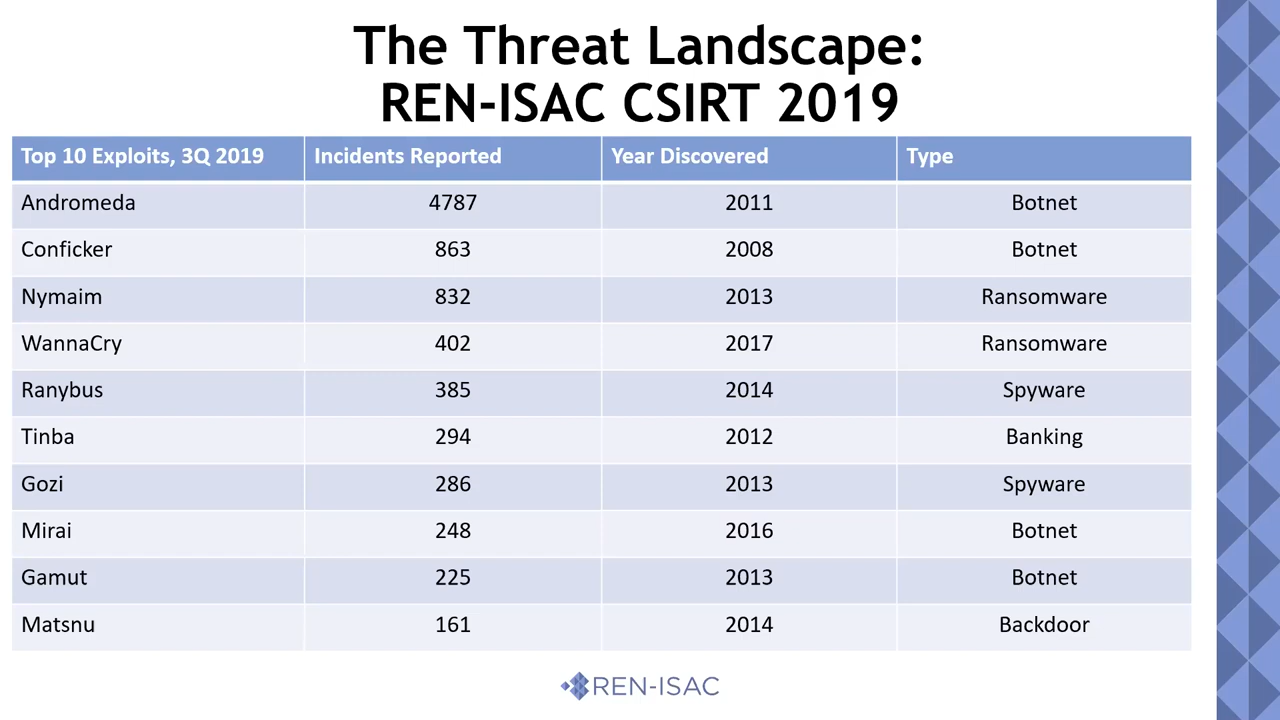 The Threat Landscape:
REN-ISAC CSIRT 2019
Top 10 Exploits, 3Q 2019 Incidents Reported Year Discovered Type
Andromeda 4787 2011 Botnet
Conficker 863 2008 Botnet
Nymaim 832 2013 Ransomware
WannaCry 402 2017 Ransomware
Ranybus 385 2014 Spyware
Tinba 294 2012 Banking
Gozi 286 2013 Spyware
Mirai 248 2016 Botnet
Gamut 225 2013 Botnet
Matsnu 161 2014 Backdoor
REN-ISAC